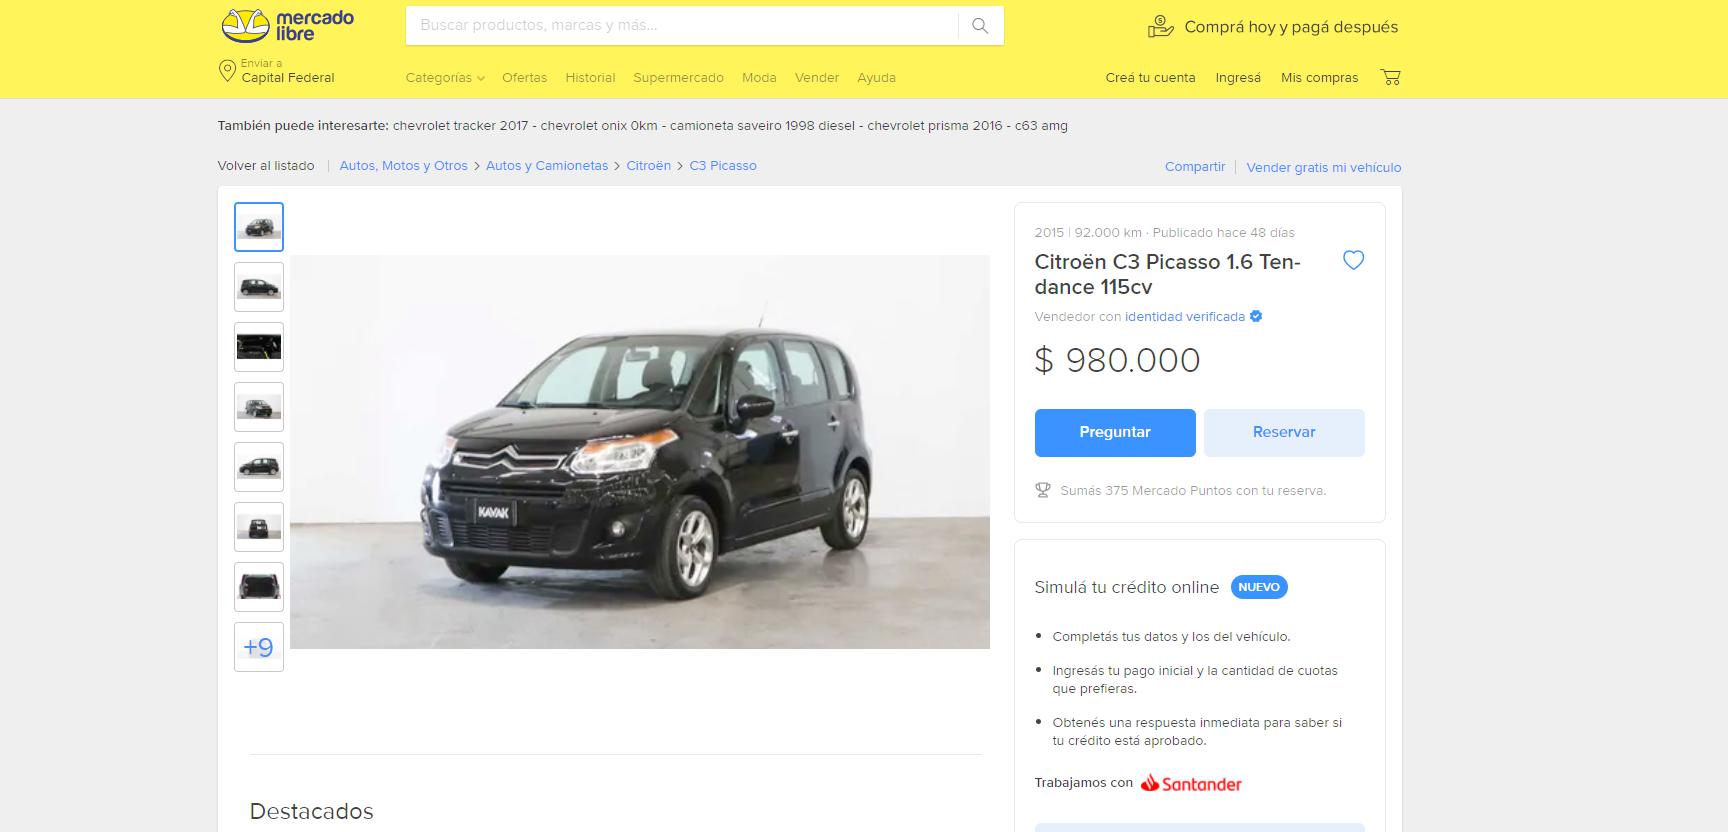 mercado
libre
Buscar productos, marcas y más...
Comprá hoy y pagá después
Enviar a
Capital Federal
Categorías
Ofertas
Historial
Supermercado
Moda
Vender
Ayuda
Creá tu cuenta
Ingresá
Mis compras
También puede interesarte: chevrolet tracker 2017 - chevrolet onix 0km - camioneta saveiro 1998 diesel - chevrolet prisma 2016 - c63 amg
Volver al listado | Autos, Motos y Otros > Autos y Camionetas > Citroën > C3 Picasso
Compartir | Vender gratis mi vehículo
+9
KAVAK
2015 | 92.000 km · Publicado hace 48 días
Citroën C3 Picasso 1.6 Ten-
dance 115cv
Vendedor con identidad verificada
$ 980.000
Preguntar
Reservar
Sumás 375 Mercado Puntos con tu reserva.
Simulá tu crédito online NUEVO
• Completás tus datos y los del vehículo.
• Ingresás tu pago inicial y la cantidad de cuotas
que prefieras.
• Obtenés una respuesta inmediata para saber si
tu crédito está aprobado.
Trabajamos con Santander
Destacados